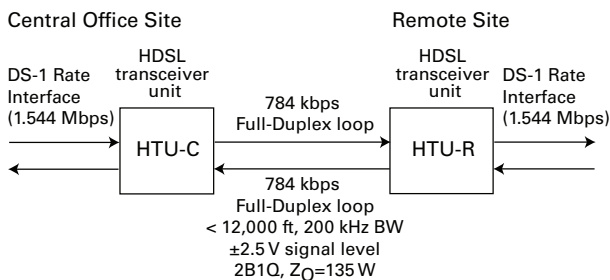 Central Office Site
Remote Site
HDSL
transceiver
unit
HDSL
transceiver
unit
DS-1 Rate
Interface
(1.544 Mbps)
DS-1 Rate
Interface
(1.544 Mbps)
784 kbps
Full-Duplex loop
HTU-C
HTU-R
784 kbps
Full-Duplex loop
< 12,000 ft, 200 kHz BW
±2.5 V signal level
2B1Q, ZO=135 W